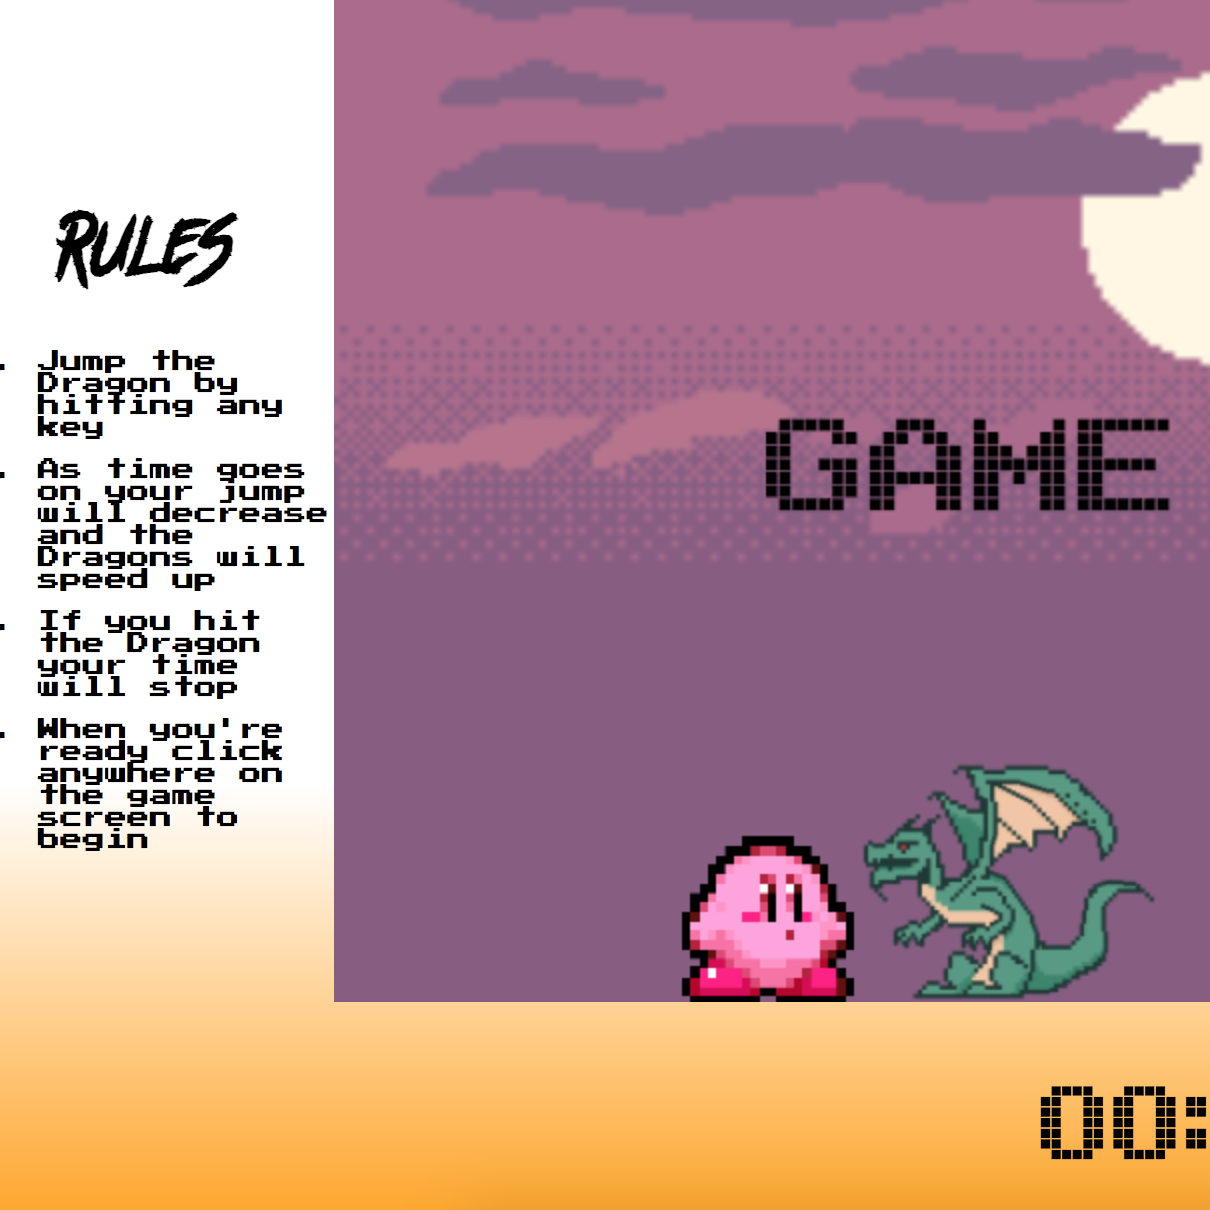 RULES
. Jump the
Dragon by
hitting any
key
. As time goes
on your jump
will decrease
and the
Dragons will
speed up
. If you hit
the Dragon
your time
will stop
. When you're
ready click
anywhere on
the game
screen to
begin
GAME
00: